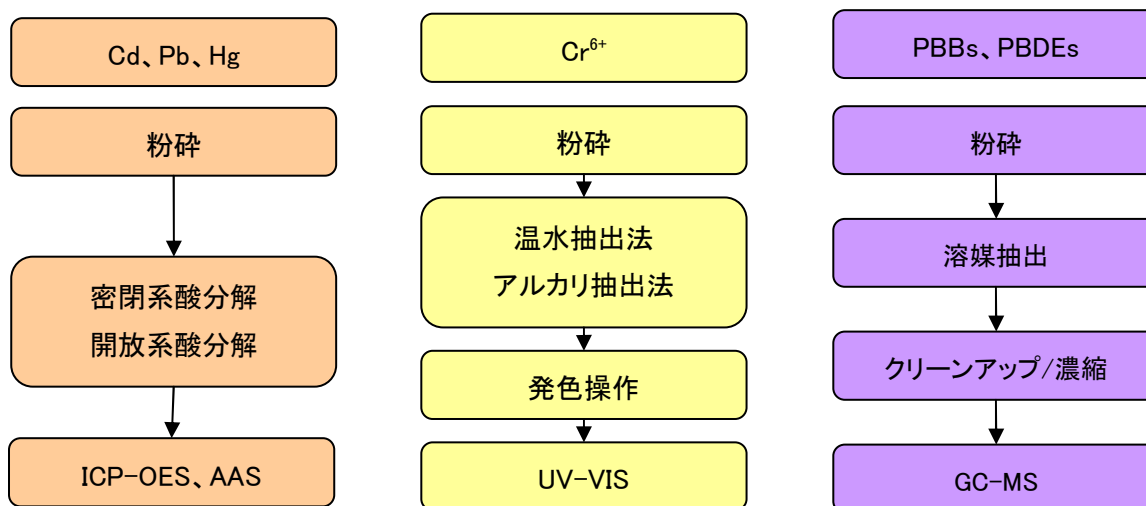 Cd、Pb、Hg
粉砕
密閉系酸分解
開放系酸分解
ICP-OES、AAS
Cr⁶⁺
粉砕
温水抽出法
アルカリ抽出法
発色操作
UV-VIS
PBBs、PBDEs
粉砕
溶媒抽出
クリーンアップ/濃縮
GC-MS